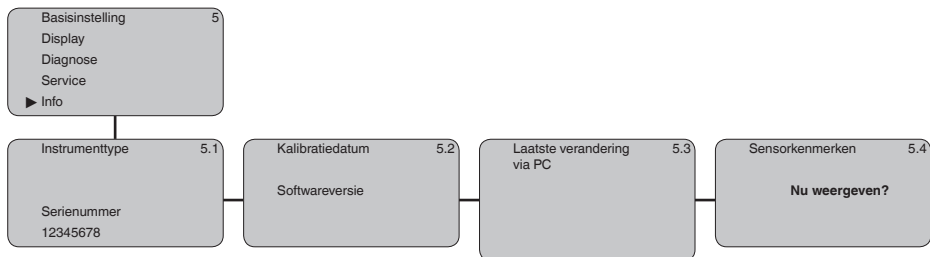 Basisinstelling 5
Display
Diagnose
Service
▶ Info
Instrumenttype 5.1
Serienummer
12345678
Kalibratiedatum 5.2
Softwareversie
Laatste verandering 5.3
via PC
Sensorkenmerken 5.4
Nu weergeven?